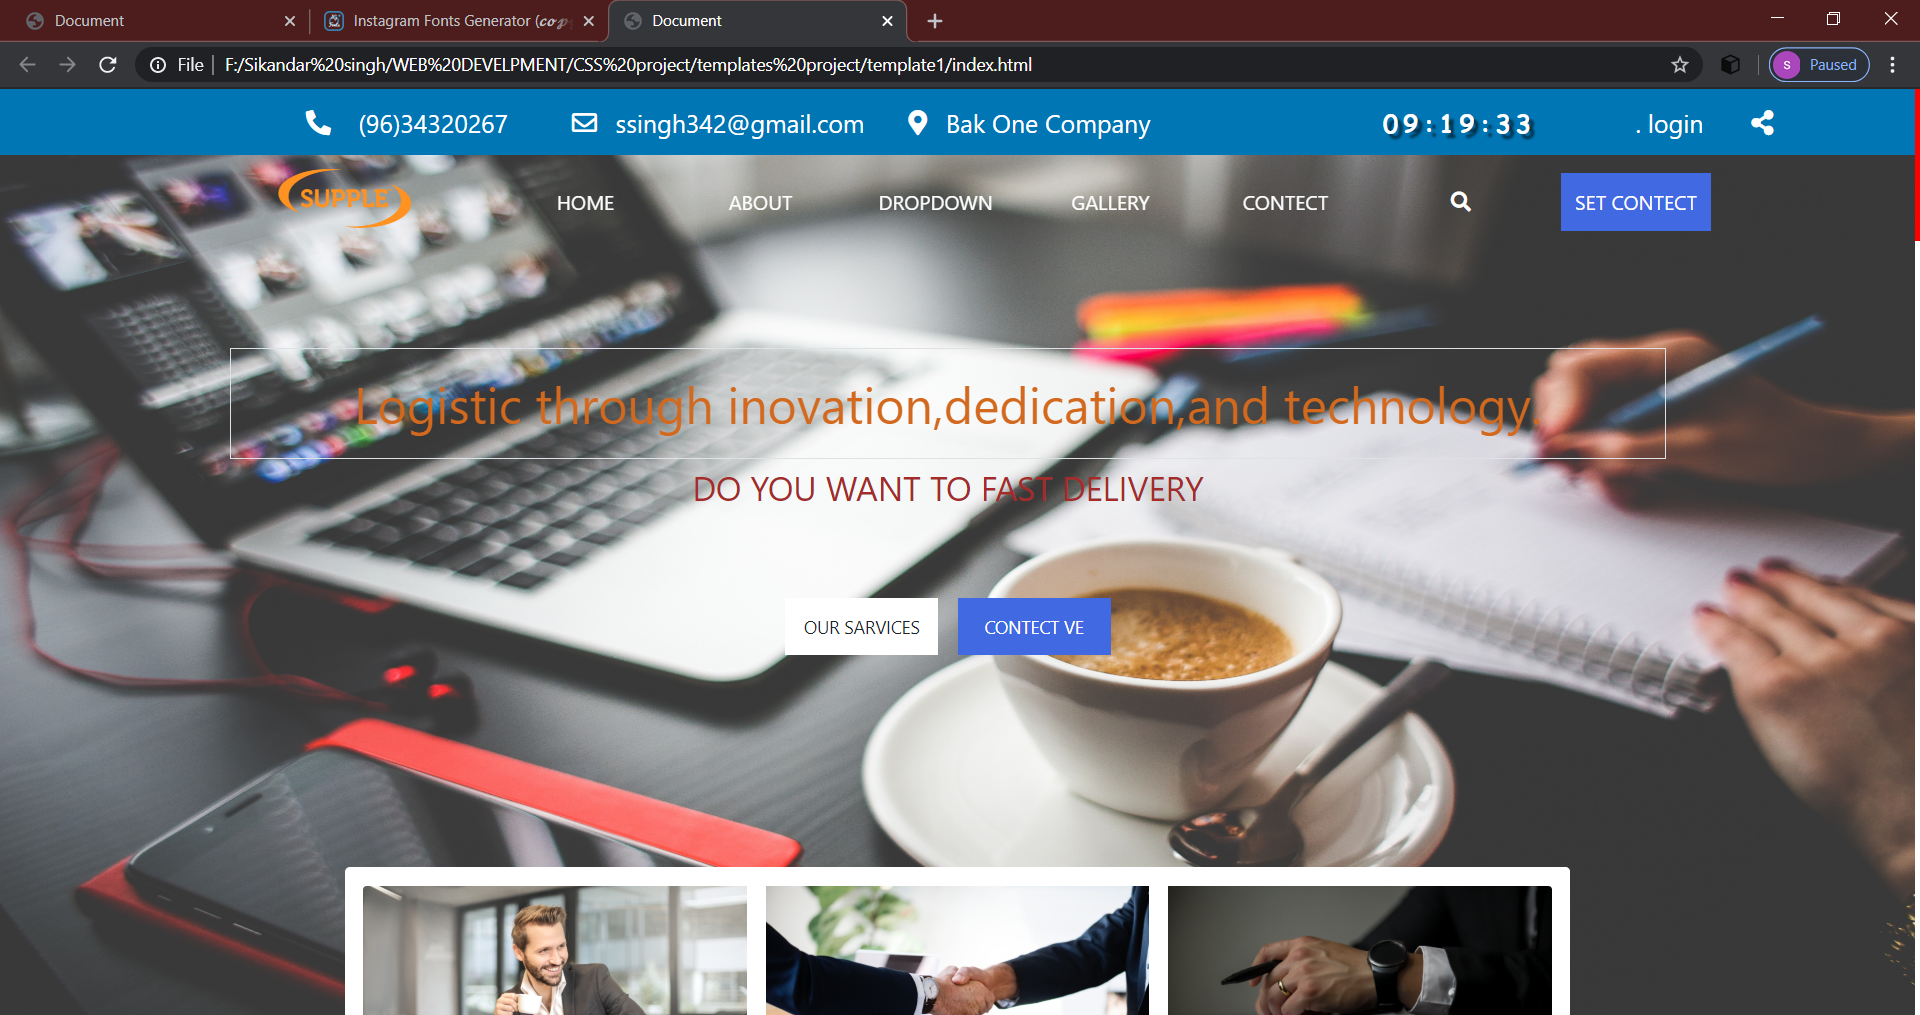 Document
Instagram Fonts Generator (𝓬𝓸𝓹
Document
File
F:/Sikandar%20singh/WEB%20DEVELPMENT/CSS%20project/templates%20project/template1/index.html
S
Paused
(96)34320267
ssingh342@gmail.com
Bak One Company
09:19:33
. login
SUPPLE
HOME
ABOUT
DROPDOWN
GALLERY
CONTECT
SET CONTECT
Logistic through inovation,dedication,and technology.
DO YOU WANT TO FAST DELIVERY
OUR SARVICES
CONTECT VE